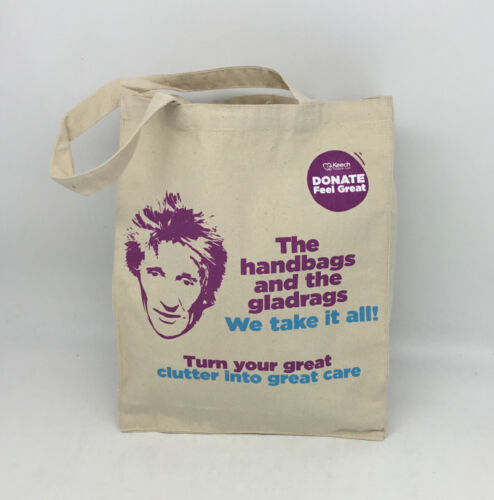 Keech
DONATE
Feel Great
The
handbags
and the
gladrags
We take it all!
Turn your great
clutter into great care